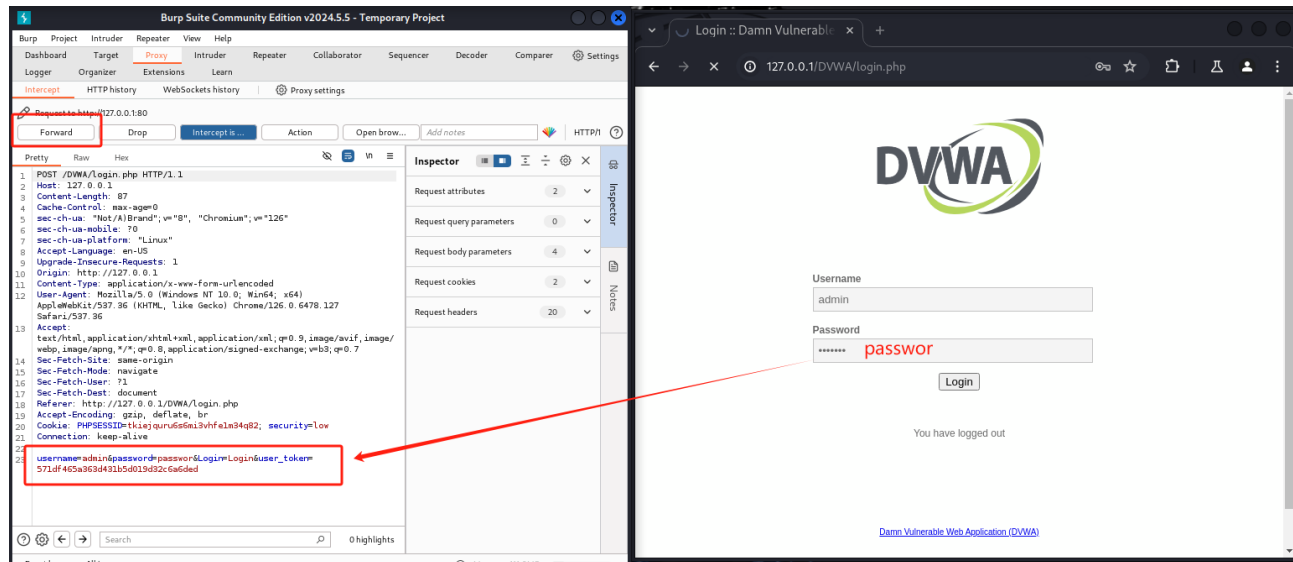 Burp Suite Community Edition v2024.5.5 - Temporary Project
Burp Project Intruder Repeater View Help
Dashboard Target Proxy Intruder Repeater Collaborator Sequencer Decoder Comparer Settings
Logger Organizer Extensions Learn
Intercept HTTP history WebSockets history Proxy settings
Request to http://127.0.0.1:80
Forward Drop Intercept is ... Action Open brow... Add notes HTTP/1
Pretty Raw Hex
\n
1 POST /DVWA/login.php HTTP/1.1
2 Host: 127.0.0.1
3 Content-Length: 87
4 Cache-Control: max-age=0
5 sec-ch-ua: "Not/A)Brand";v="8", "Chromium";v="126"
6 sec-ch-ua-mobile: ?0
7 sec-ch-ua-platform: "Linux"
8 Accept-Language: en-US
9 Upgrade-Insecure-Requests: 1
10 Origin: http://127.0.0.1
11 Content-Type: application/x-www-form-urlencoded
12 User-Agent: Mozilla/5.0 (Windows NT 10.0; Win64; x64)
AppleWebKit/537.36 (KHTML, like Gecko) Chrome/126.0.6478.127
Safari/537.36
13 Accept:
text/html,application/xhtml+xml,application/xml;q=0.9,image/avif,image/
webp,image/apng,*/*;q=0.8,application/signed-exchange;v=b3;q=0.7
14 Sec-Fetch-Site: same-origin
15 Sec-Fetch-Mode: navigate
16 Sec-Fetch-User: ?1
17 Sec-Fetch-Dest: document
18 Referer: http://127.0.0.1/DVWA/login.php
19 Accept-Encoding: gzip, deflate, br
20 Cookie: PHPSESSID=tkiejquru6s6mi3vhfe1m34q82; security=low
21 Connection: keep-alive
22
23 username=admin&password=passwor&Login=Login&user_token=
571df465a363d431b5d019d32c6a6ded
Search 0 highlights
Inspector
Request attributes 2
Request query parameters 0
Request body parameters 4
Request cookies 2
Request headers 20
Inspector
Notes
Login :: Damn Vulnerable
127.0.0.1/DVWA/login.php
DVWA
Username
admin
Password
••••••• passwor
Login
You have logged out
Damn Vulnerable Web Application (DVWA)